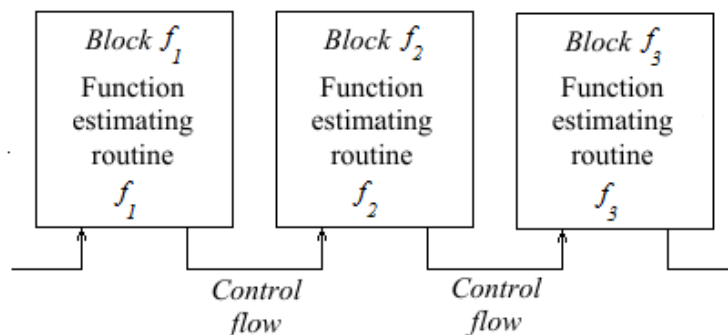 Block f1
Function
estimating
routine
f1
Block f2
Function
estimating
routine
f2
Block f3
Function
estimating
routine
f3
Control
flow
Control
flow